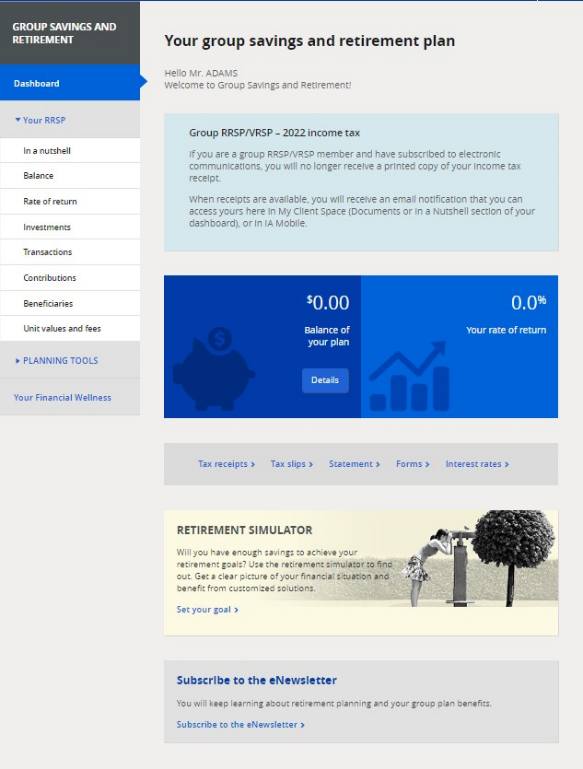 GROUP SAVINGS AND
RETIREMENT
Dashboard
Your RRSP
In a nutshell
Balance
Rate of return
Investments
Transactions
Contributions
Beneficiaries
Unit values and fees
PLANNING TOOLS
Your Financial Wellness
Your group savings and retirement plan
Hello Mr. ADAMS
Welcome to Group Savings and Retirement!
Group RRSP/VRSP – 2022 income tax
If you are a group RRSP/VRSP member and have subscribed to electronic
communications, you will no longer receive a printed copy of your income tax
receipt.
When receipts are available, you will receive an email notification that you can
access yours here in My Client Space (Documents or in a Nutshell section of your
dashboard), or in iA Mobile.
$0.00
Balance of
your plan
Details
0.0%
Your rate of return
Tax receipts
Tax slips
Statement
Forms
Interest rates
RETIREMENT SIMULATOR
Will you have enough savings to achieve your
retirement goals? Use the retirement simulator to find
out. Get a clear picture of your financial situation and
benefit from customized solutions.
Set your goal
Subscribe to the eNewsletter
You will keep learning about retirement planning and your group plan benefits.
Subscribe to the eNewsletter